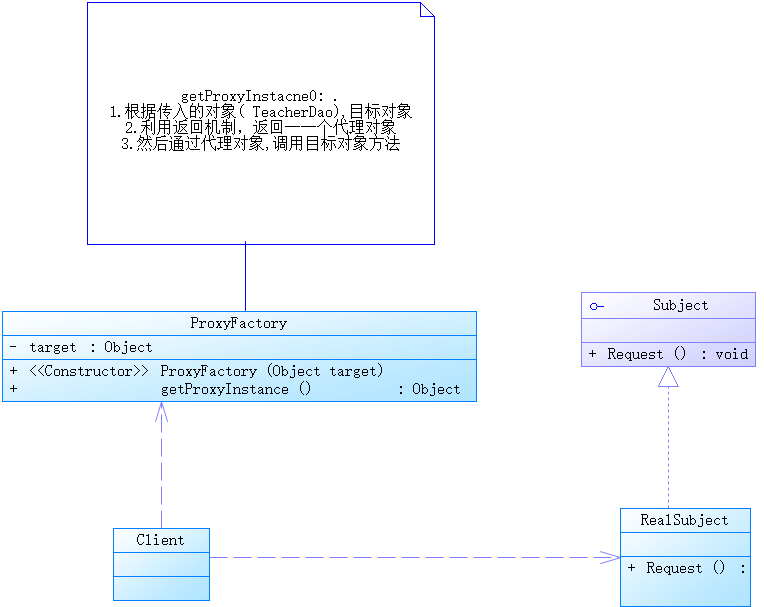 getProxyInstacne0: .
1.根据传入的对象( TeacherDao),目标对象
2.利用返回机制，返回一一个代理对象
3.然后通过代理对象,调用目标对象方法
ProxyFactory
- target : Object
+ <<Constructor>> ProxyFactory (Object target)
+ getProxyInstance () : Object
Subject
+ Request () : void
Client
RealSubject
+ Request () :